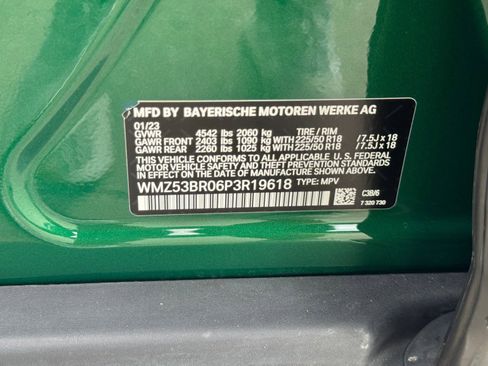 MFD BY BAYERISCHE MOTOREN WERKE AG
01/23
GVWR 4542 lbs 2060 kg TIRE / RIM
GAWR FRONT 2403 lbs 1090 kg WITH 225/50 R18 / 7.5J x 18
GAWR REAR 2260 lbs 1025 kg WITH 225/50 R18 / 7.5J x 18
THIS VEHICLE CONFORMS TO ALL APPLICABLE U. S. FEDERAL
MOTOR VEHICLE SAFETY, BUMPER, AND THEFT PREVENTION STANDARDS
IN EFFECT ON THE DATE OF MANUFACTURE SHOWN ABOVE.
WMZ53BR06P3R19618 TYPE: MPV
C3B/6
7 320 730